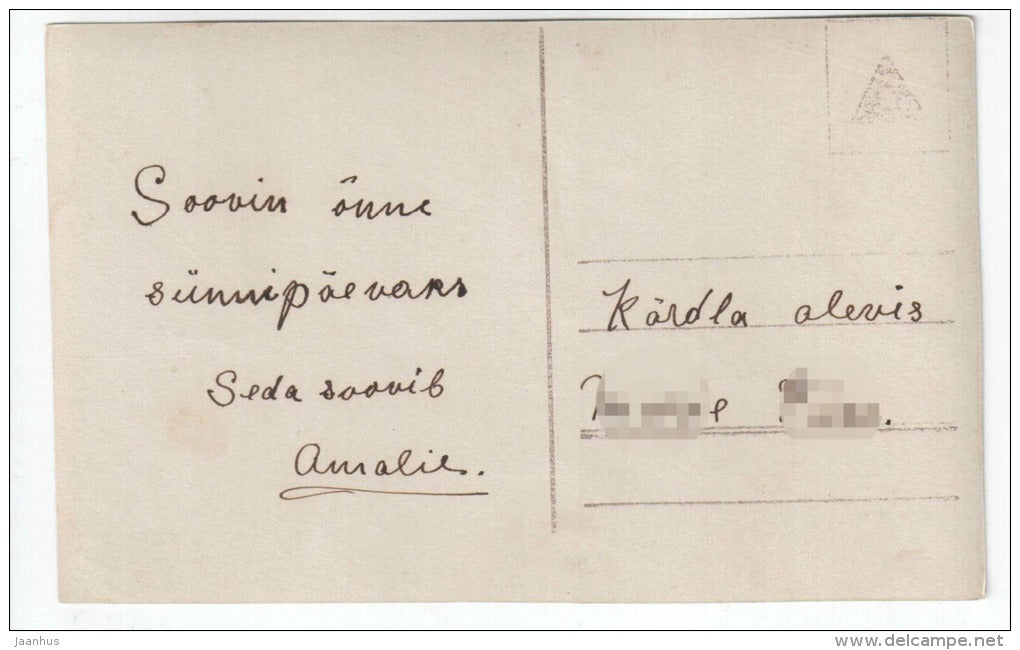 Soovin õnne
sünnipäevaks
Seda soovib
Amalie.
Kärdla alevis
jaanhus
www.delcampe.net